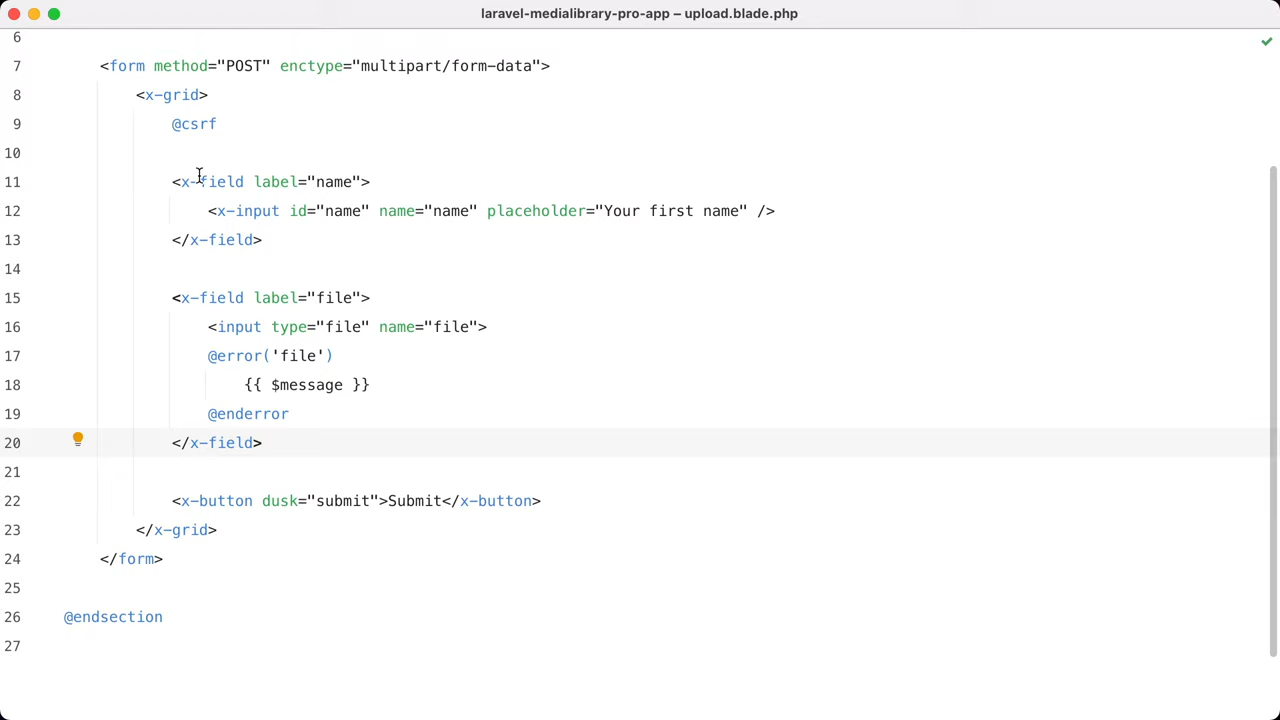 laravel-medialibrary-pro-app – upload.blade.php
6
7 <form method="POST" enctype="multipart/form-data">
8 <x-grid>
9 @csrf
10
11 <x-field label="name">
12 <x-input id="name" name="name" placeholder="Your first name" />
13 </x-field>
14
15 <x-field label="file">
16 <input type="file" name="file">
17 @error('file')
18 {{ $message }}
19 @enderror
20 </x-field>
21
22 <x-button dusk="submit">Submit</x-button>
23 </x-grid>
24 </form>
25
26 @endsection
27